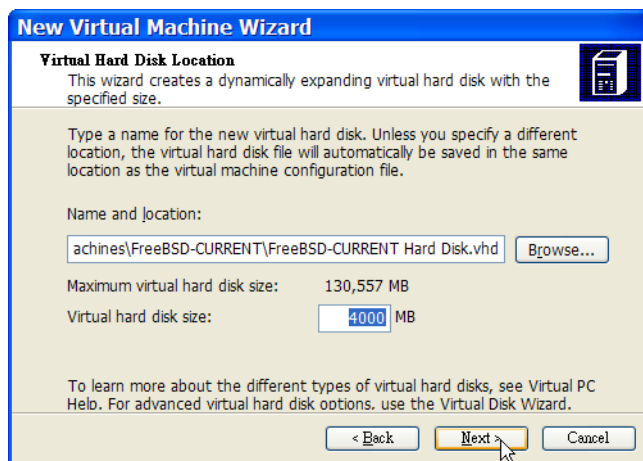 New Virtual Machine Wizard
Virtual Hard Disk Location
This wizard creates a dynamically expanding virtual hard disk with the
specified size.
Type a name for the new virtual hard disk. Unless you specify a different
location, the virtual hard disk file will automatically be saved in the same
location as the virtual machine configuration file.
Name and location:
achines\FreeBSD-CURRENT\FreeBSD-CURRENT Hard Disk.vhd Browse...
Maximum virtual hard disk size: 130,557 MB
Virtual hard disk size: 4000 MB
To learn more about the different types of virtual hard disks, see Virtual PC
Help. For advanced virtual hard disk options, use the Virtual Disk Wizard.
< Back Next > Cancel